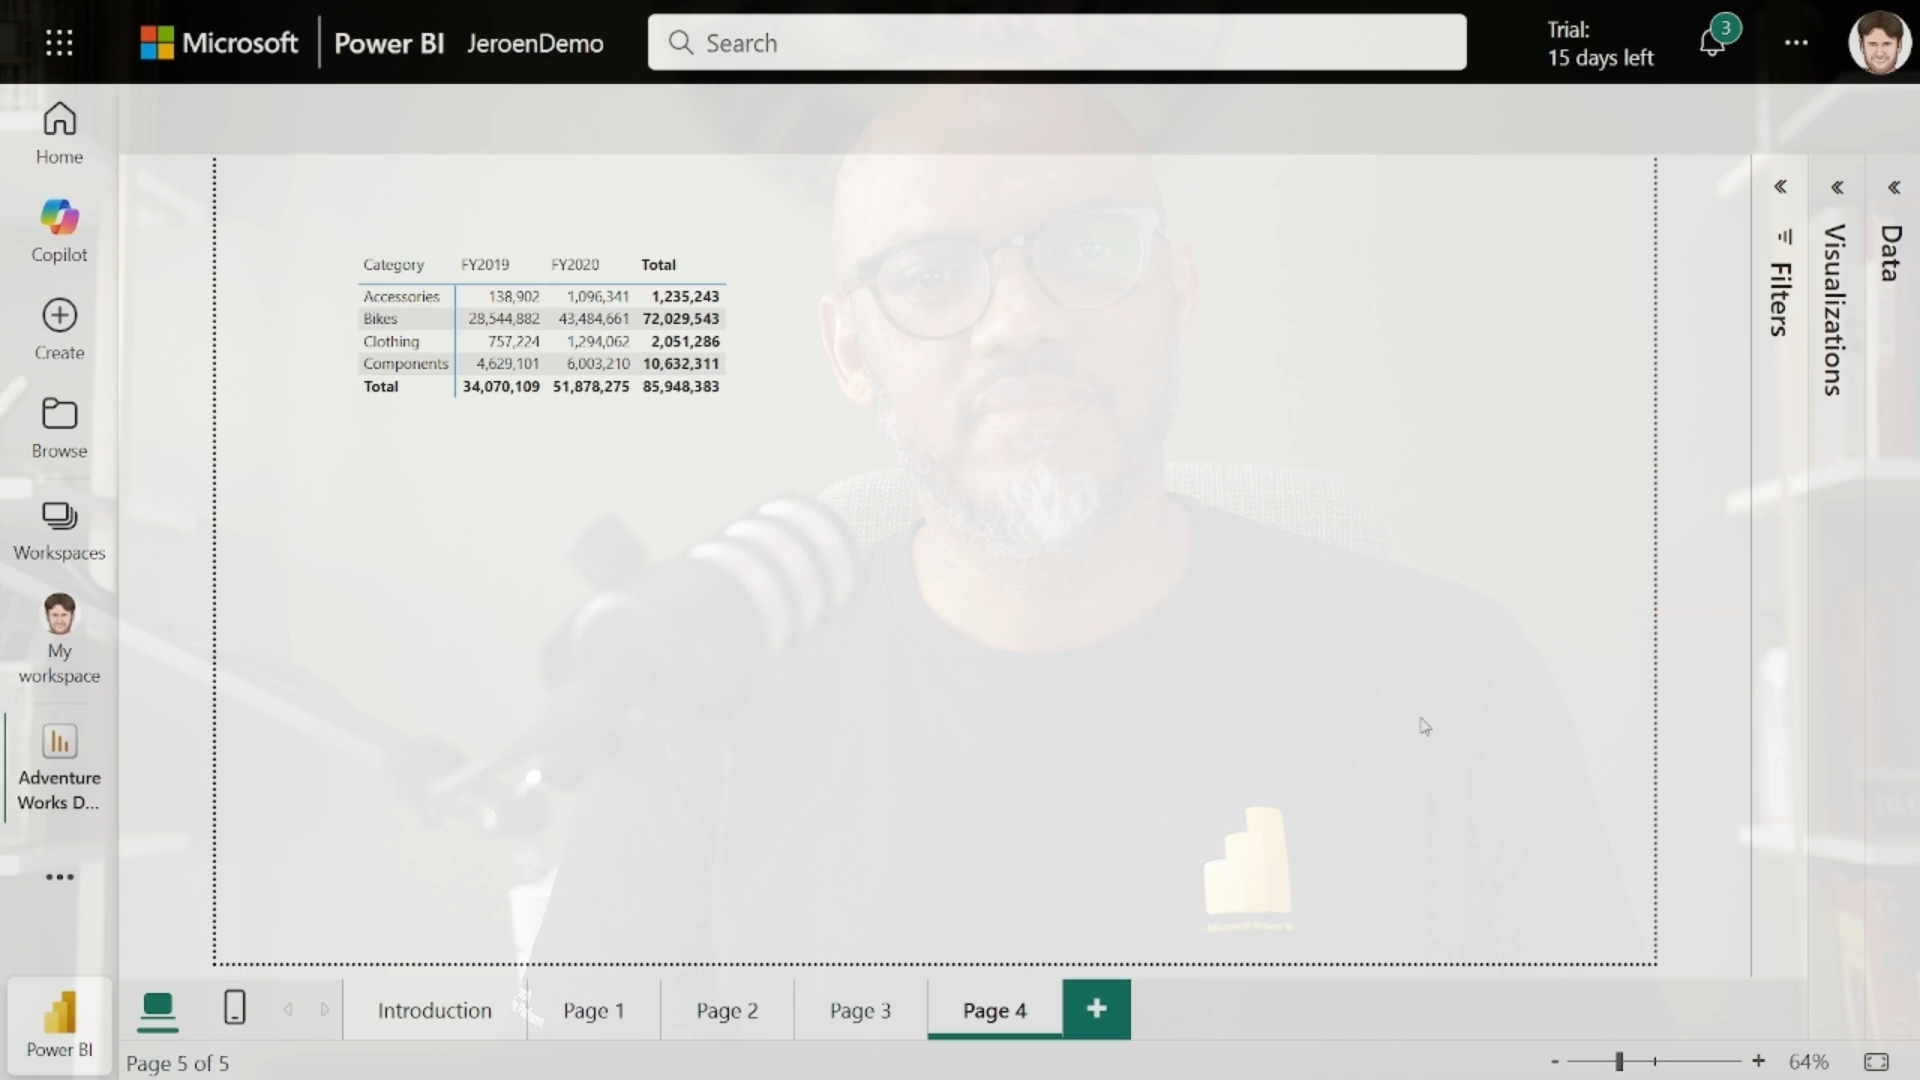 Microsoft
Power BI
JeroenDemo
Search
Trial:
15 days left
3
Home
Copilot
Create
Browse
Workspaces
My
workspace
Adventure
Works D...
Power BI
Category FY2019 FY2020 Total
Accessories 138,902 1,096,341 1,235,243
Bikes 28,544,882 43,484,661 72,029,543
Clothing 757,224 1,294,062 2,051,286
Components 4,629,101 6,003,210 10,632,311
Total 34,070,109 51,878,275 85,948,383
Filters
Visualizations
Data
Microsoft Power BI
Introduction
Page 1
Page 2
Page 3
Page 4
Page 5 of 5
64%